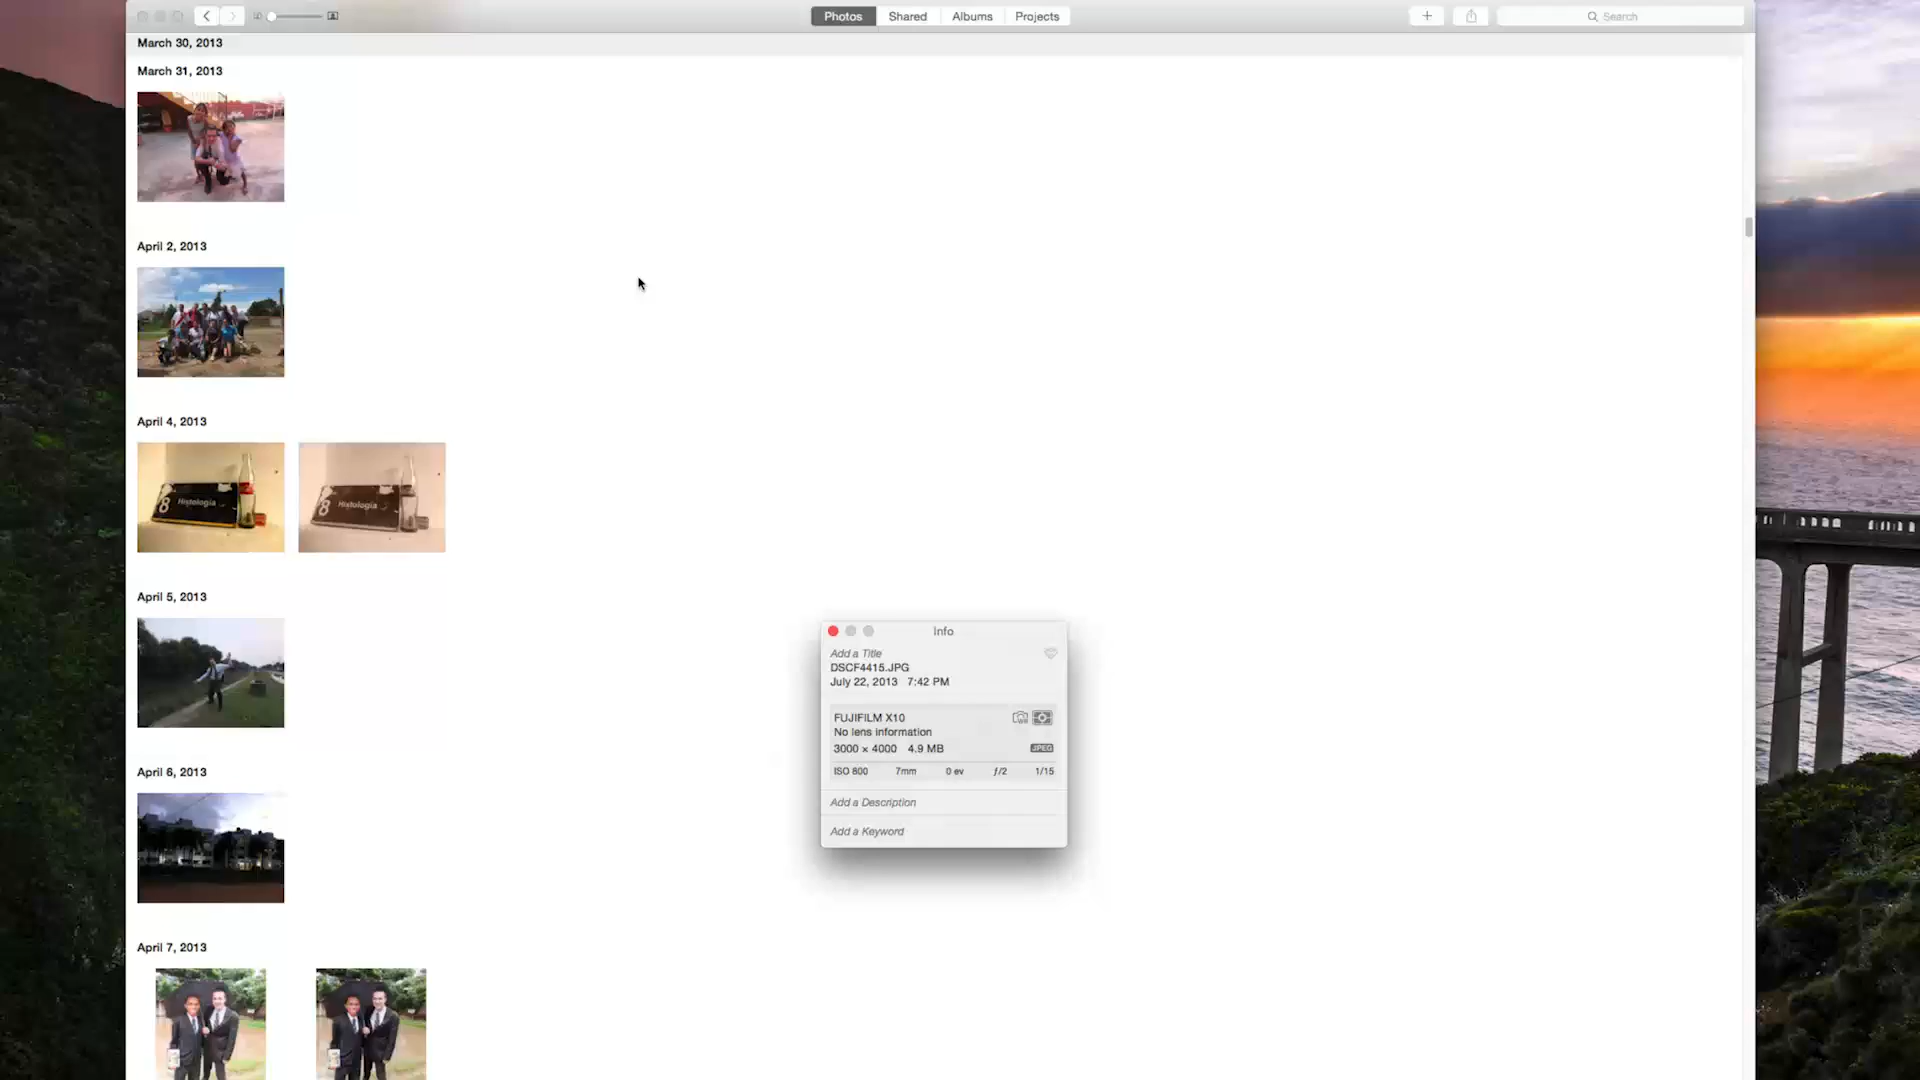 Photos
Shared
Albums
Projects
+
Search
March 30, 2013
March 31, 2013
April 2, 2013
April 4, 2013
8 Histologia
8 Histologia
April 5, 2013
April 6, 2013
April 7, 2013
Info
Add a Title
DSCF4415.JPG
July 22, 2013 7:42 PM
FUJIFILM X10
No lens information
3000 × 4000 4.9 MB
JPEG
ISO 800 7mm 0 ev ƒ/2 1/15
Add a Description
Add a Keyword